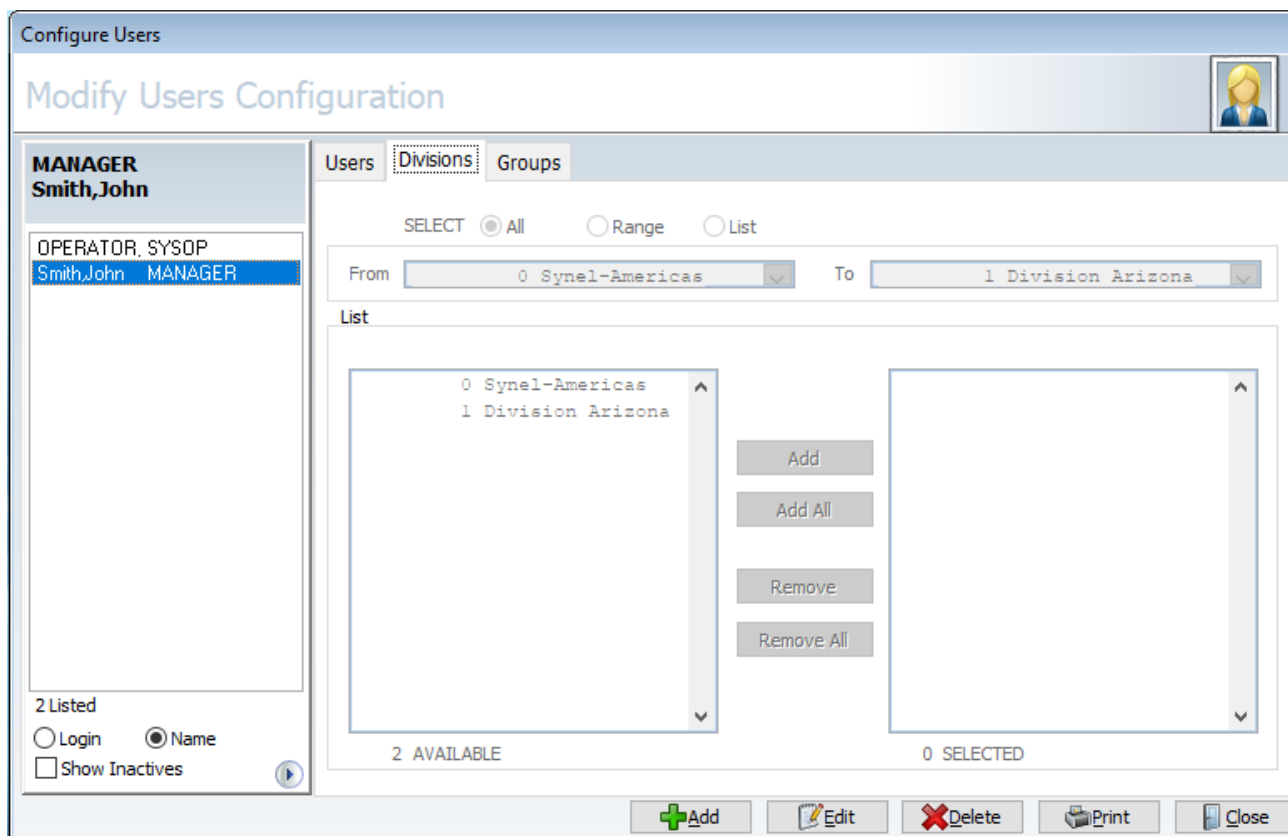 Configure Users
Modify Users Configuration
MANAGER
Smith,John
OPERATOR, SYSOP
Smith,John MANAGER
2 Listed
Login Name
Show Inactives
Users Divisions Groups
SELECT All Range List
From 0 Synel-Americas To 1 Division Arizona
List
0 Synel-Americas
1 Division Arizona
Add
Add All
Remove
Remove All
2 AVAILABLE 0 SELECTED
Add Edit Delete Print Close